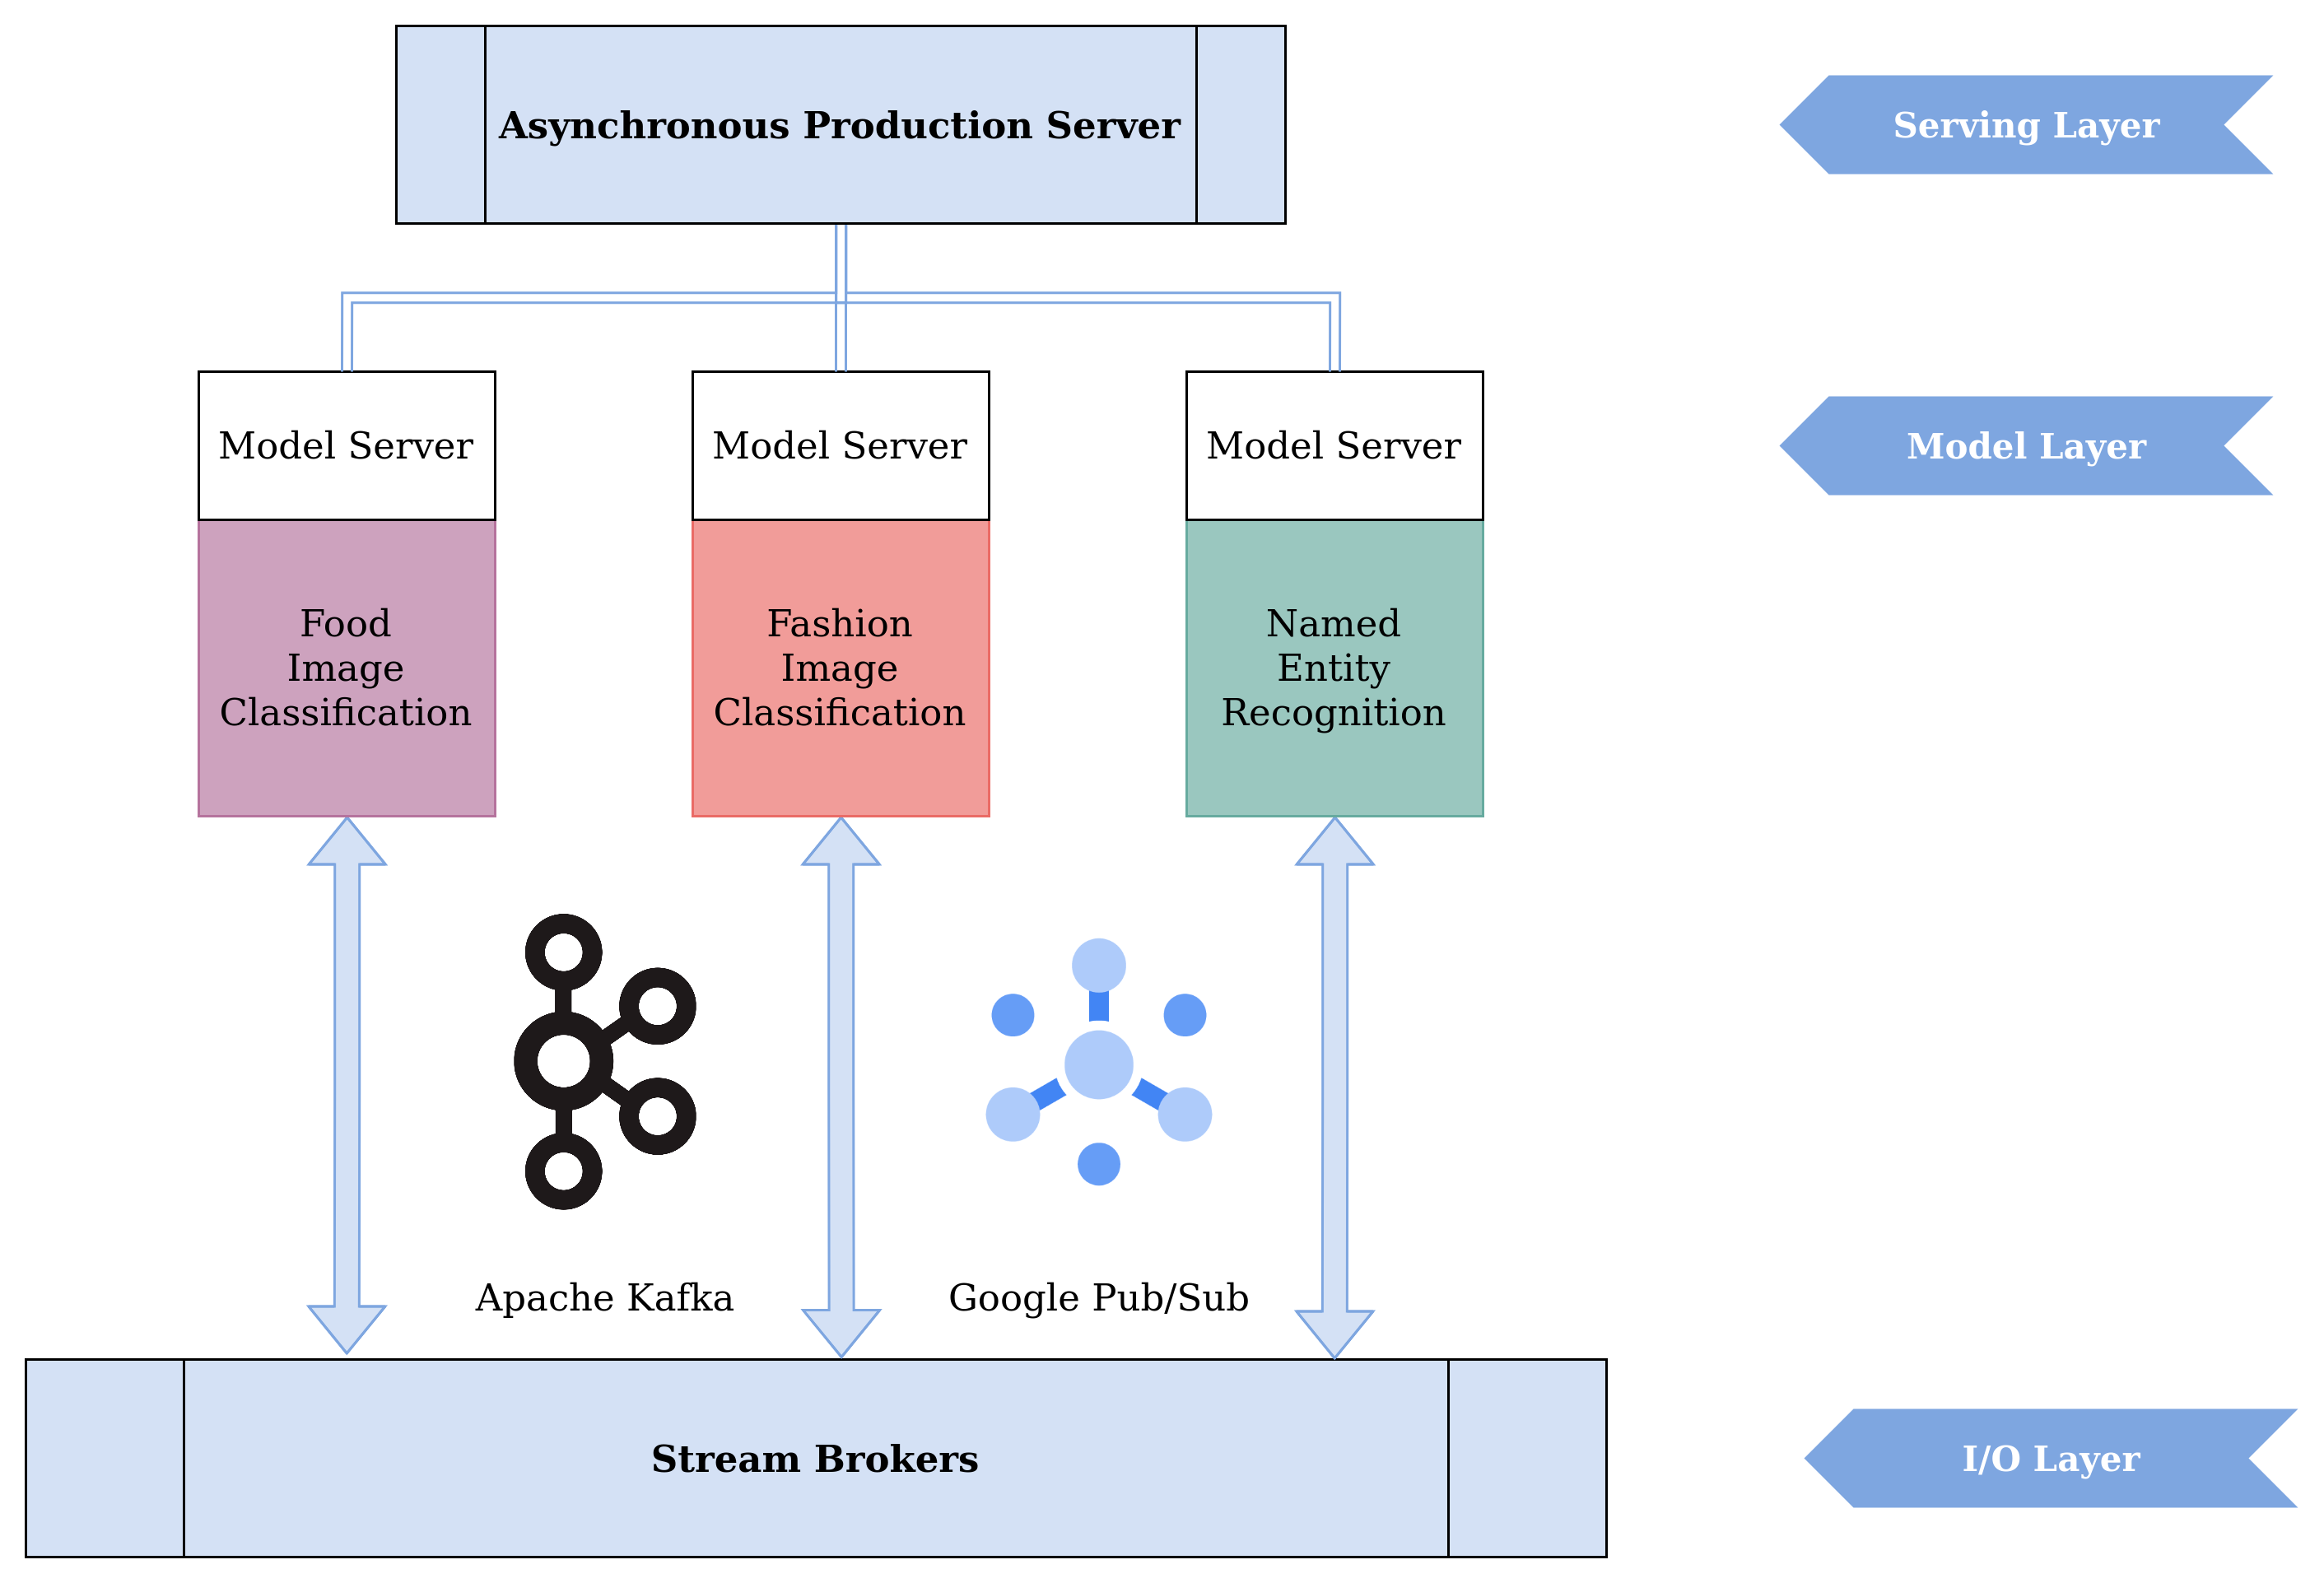 Asynchronous Production Server
Serving Layer
Model Server
Model Server
Model Server
Model Layer
Food
Image
Classification
Fashion
Image
Classification
Named
Entity
Recognition
Apache Kafka
Google Pub/Sub
Stream Brokers
I/O Layer